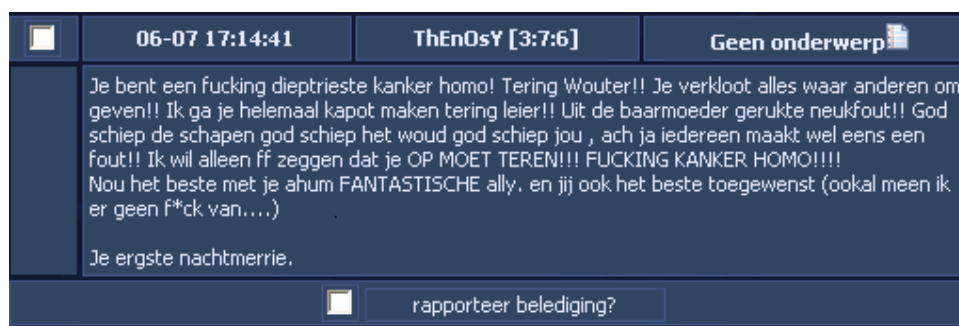 06-07 17:14:41 ThEnOsY [3:7:6] Geen onderwerp
Je bent een fucking dieptrieste kanker homo! Tering Wouter!! Je verkloot alles waar anderen om
geven!! Ik ga je helemaal kapot maken tering leier!! Uit de baarmoeder gerukte neukfout!! God
schiep de schapen god schiep het woud god schiep jou , ach ja iedereen maakt wel eens een
fout!! Ik wil alleen ff zeggen dat je OP MOET TEREN!!! FUCKING KANKER HOMO!!!!
Nou het beste met je ahum FANTASTISCHE ally. en jij ook het beste toegewenst (ookal meen ik
er geen f*ck van....)
Je ergste nachtmerrie.
rapporteer belediging?